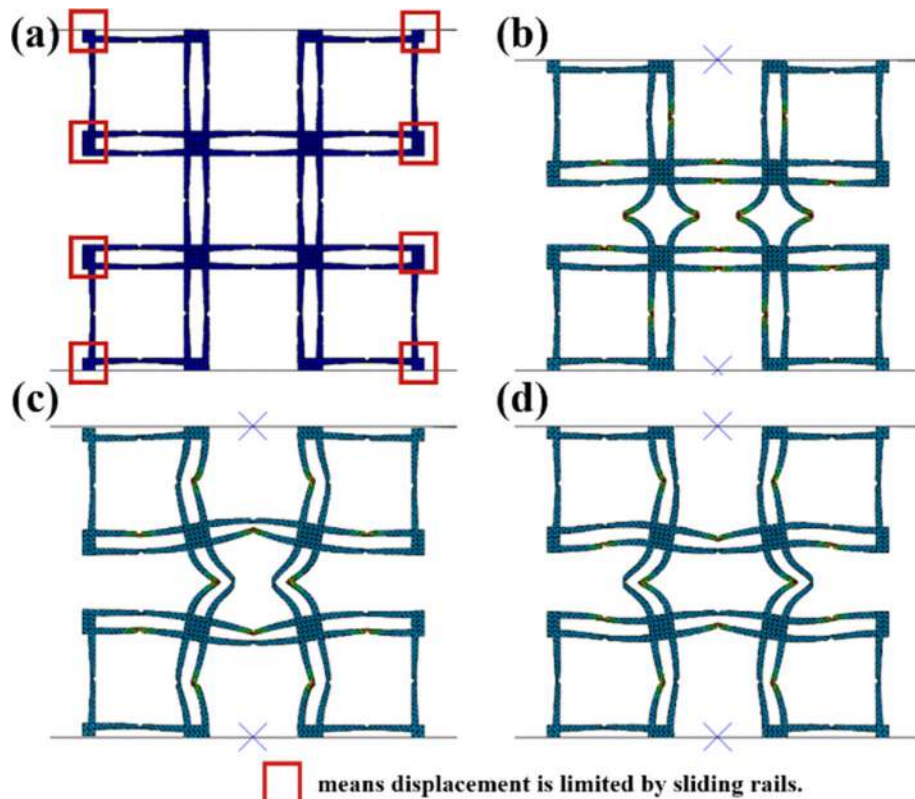 (a)
(b)
(c)
(d)
means displacement is limited by sliding rails.